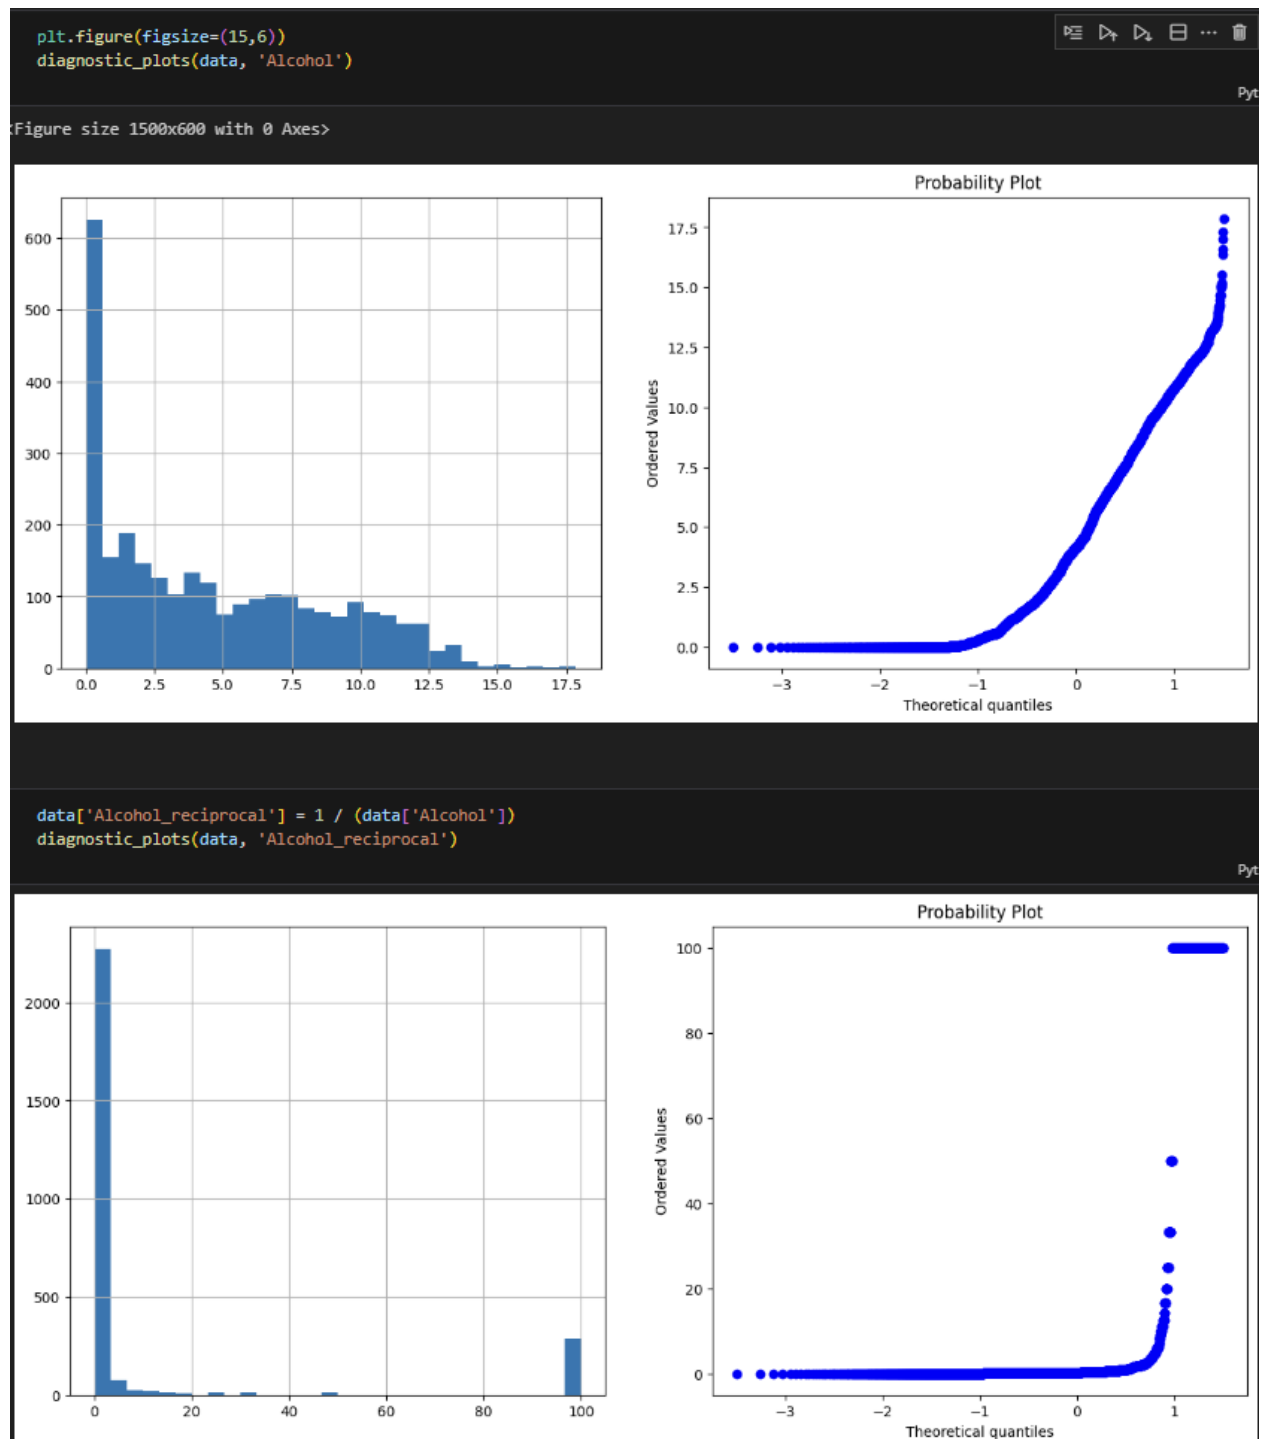 plt.figure(figsize=(15,6))
diagnostic_plots(data, 'Alcohol')
Pyt
<Figure size 1500x600 with 0 Axes>
600
500
400
300
200
100
0
0.0 2.5 5.0 7.5 10.0 12.5 15.0 17.5
Probability Plot
Ordered Values
17.5
15.0
12.5
10.0
7.5
5.0
2.5
0.0
−3 −2 −1 0 1
Theoretical quantiles
data['Alcohol_reciprocal'] = 1 / (data['Alcohol'])
diagnostic_plots(data, 'Alcohol_reciprocal')
Pyt
2000
1500
1000
500
0
0 20 40 60 80 100
Probability Plot
Ordered Values
100
80
60
40
20
0
−3 −2 −1 0 1
Theoretical quantiles